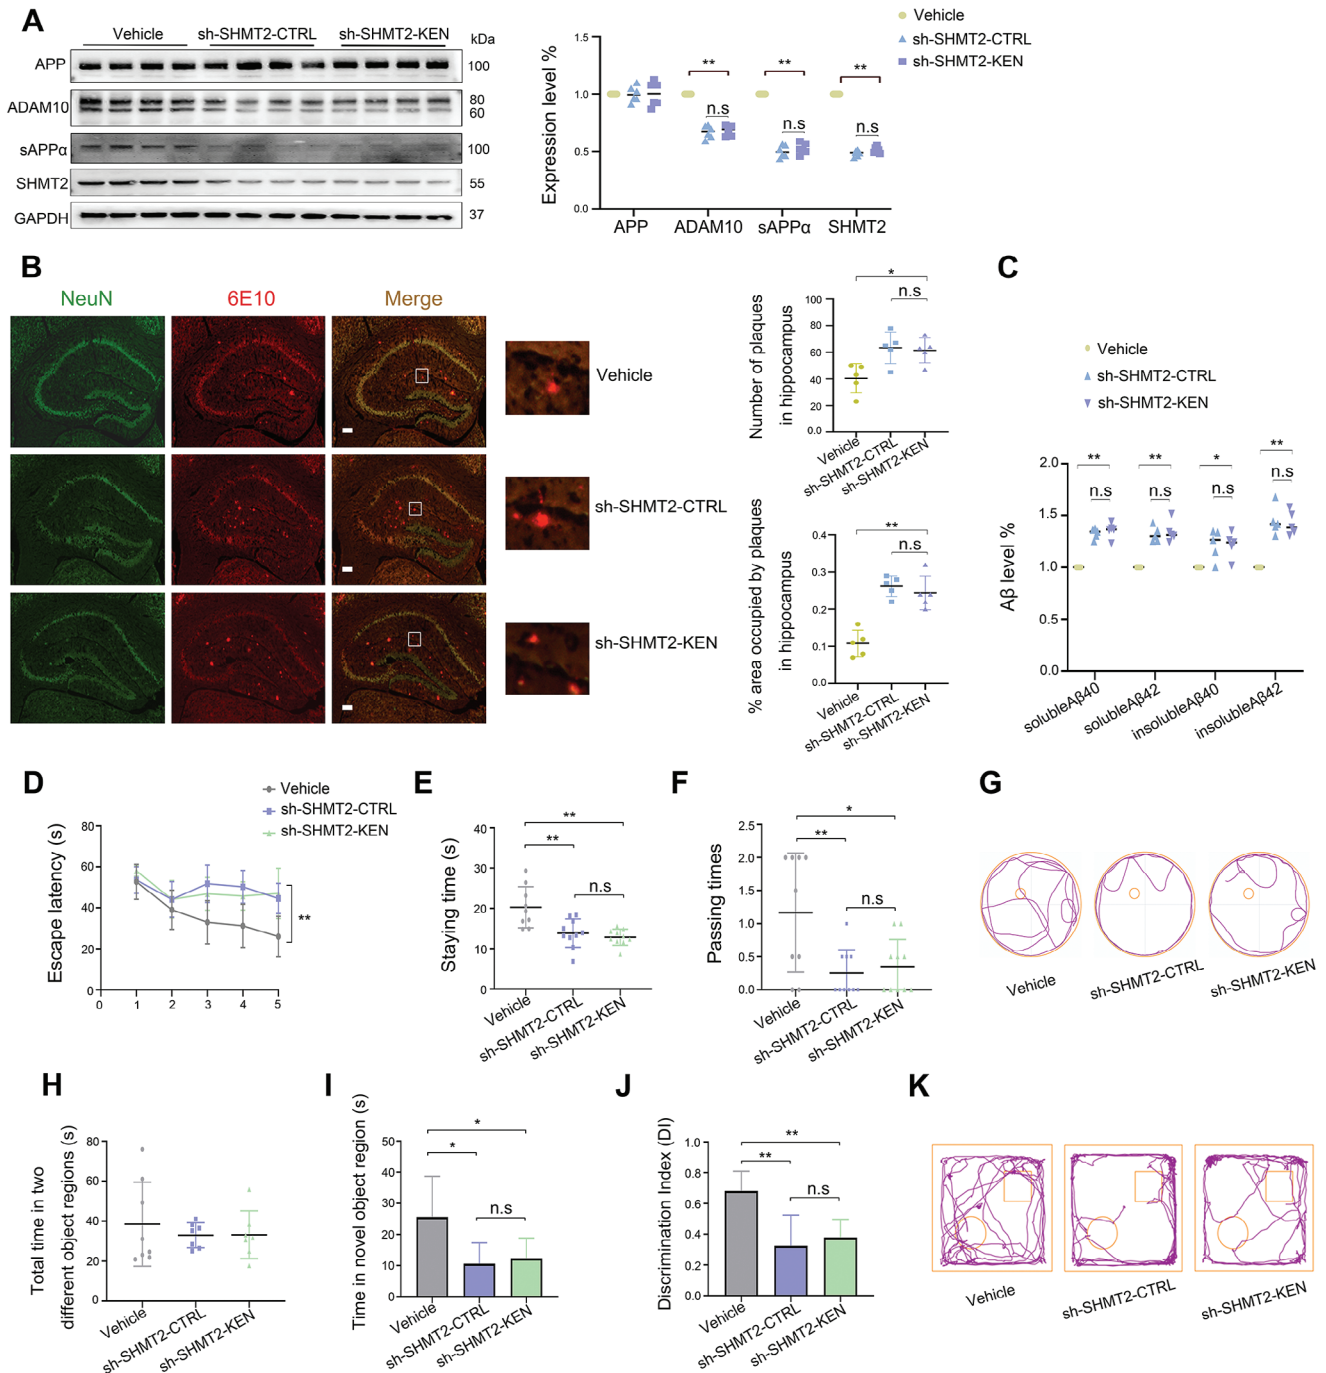 A
Vehicle sh-SHMT2-CTRL sh-SHMT2-KEN
kDa
APP 100
ADAM10 80
60
sAPPα 100
SHMT2 55
GAPDH 37
Vehicle
sh-SHMT2-CTRL
sh-SHMT2-KEN
Expression level %
1.5
1.0
0.5
0.0
** ** **
n.s n.s n.s
APP ADAM10 sAPPα SHMT2
B
NeuN 6E10 Merge
Vehicle
sh-SHMT2-CTRL
sh-SHMT2-KEN
Number of plaques
in hippocampus
100
80
60
40
20
0.0
*
n.s
Vehicle
sh-SHMT2-CTRL
sh-SHMT2-KEN
% area occupied by plaques
in hippocampus
0.4
0.3
0.2
0.1
0.0
**
n.s
Vehicle
sh-SHMT2-CTRL
sh-SHMT2-KEN
C
Vehicle
sh-SHMT2-CTRL
sh-SHMT2-KEN
Aβ level %
2.0
1.5
1.0
0.5
0.0
** ** * **
n.s n.s n.s n.s
solubleAβ40
solubleAβ42
insolubleAβ40
insolubleAβ42
D
Vehicle
sh-SHMT2-CTRL
sh-SHMT2-KEN
Escape latency (s)
80
60
40
20
0
0 1 2 3 4 5
**
E
Staying time (s)
40
30
20
10
0
**
**
n.s
Vehicle
sh-SHMT2-CTRL
sh-SHMT2-KEN
F
Passing times
2.5
2.0
1.5
1.0
0.5
0.0
*
**
n.s
Vehicle
sh-SHMT2-CTRL
sh-SHMT2-KEN
G
Vehicle
sh-SHMT2-CTRL
sh-SHMT2-KEN
H
Total time in two
different object regions (s)
80
60
40
20
0
Vehicle
sh-SHMT2-CTRL
sh-SHMT2-KEN
I
Time in novel object region (s)
50
40
30
20
10
0
*
*
n.s
Vehicle
sh-SHMT2-CTRL
sh-SHMT2-KEN
J
Discrimination Index (DI)
1.0
0.8
0.6
0.4
0.2
0.0
**
**
n.s
Vehicle
sh-SHMT2-CTRL
sh-SHMT2-KEN
K
Vehicle
sh-SHMT2-CTRL
sh-SHMT2-KEN